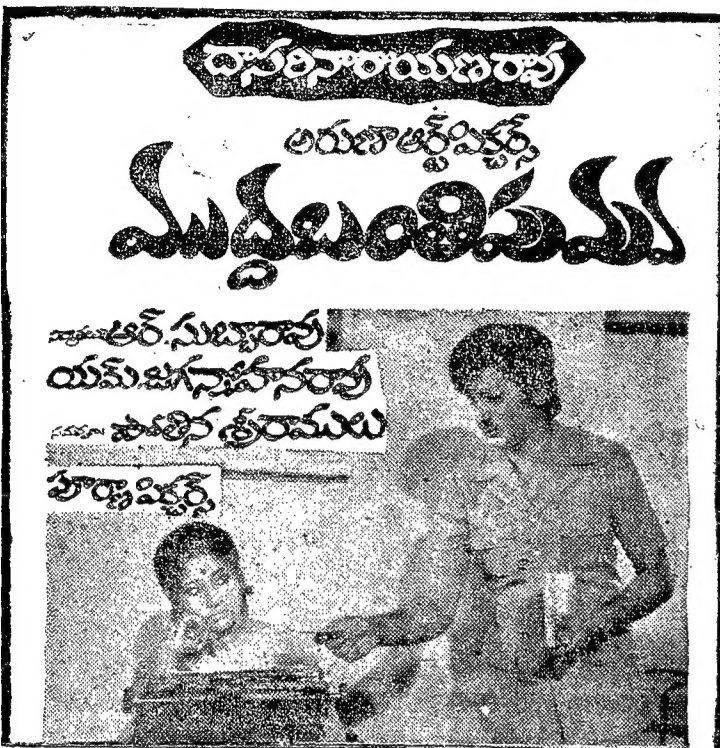 దాసరినారాయణరావు
అరుణాఆర్ట్‌పిక్చర్స్
ముద్దబంతిపువ్వు
ఆర్.సుబ్బారావు
యమ్.జగన్మోహనరావు
శ్రీరాములు
పూర్ణాపిక్చర్స్